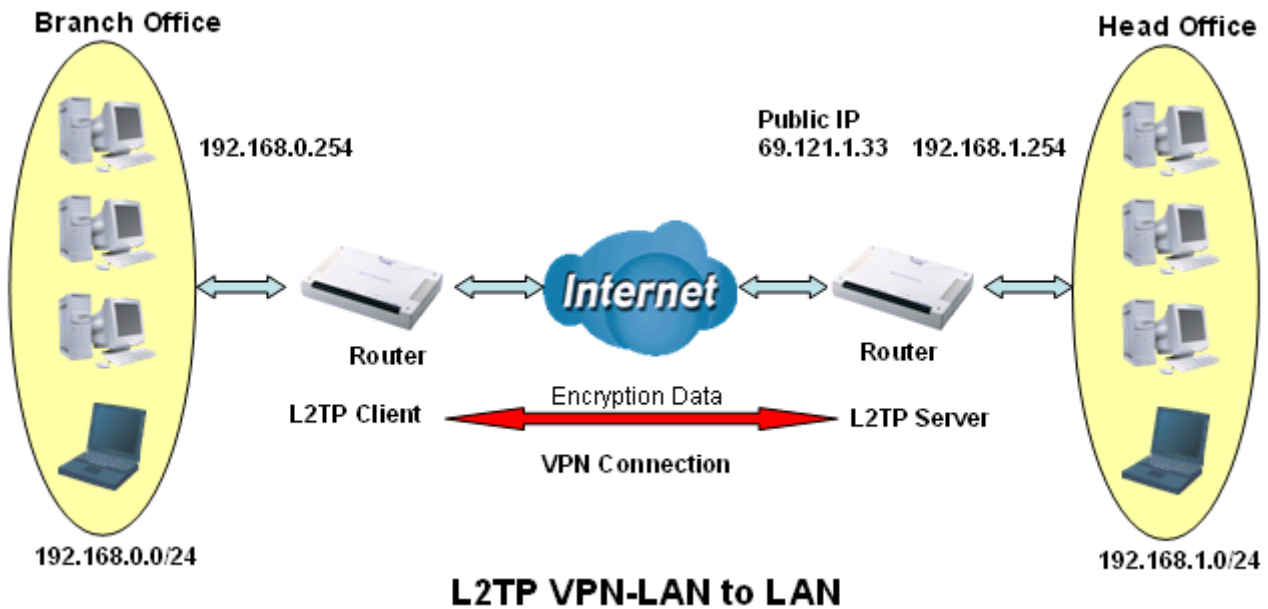 Branch Office
Head Office
Public IP
192.168.0.254
69.121.1.33 192.168.1.254
Internet
Router
Router
Encryption Data
L2TP Client
L2TP Server
VPN Connection
192.168.0.0/24
192.168.1.0/24
L2TP VPN-LAN to LAN